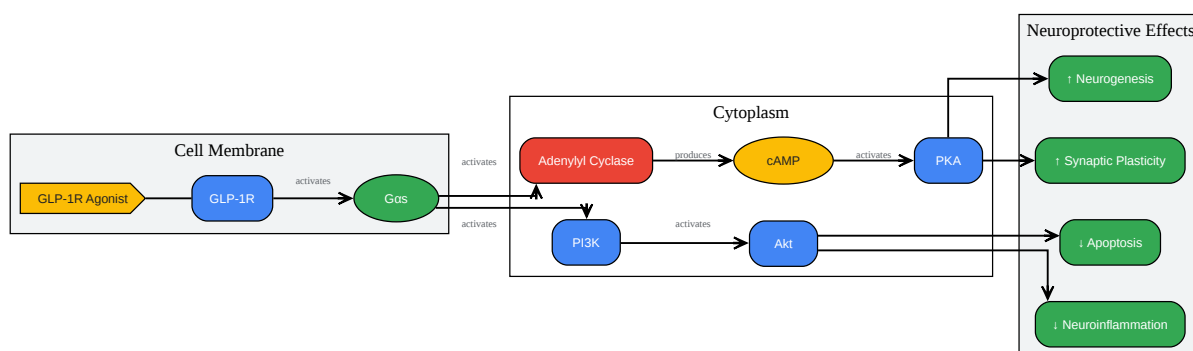 Neuroprotective Effects
↑ Neurogenesis
Cytoplasm
Cell Membrane
activates
Adenylyl Cyclase
produces
cAMP
activates
PKA
↑ Synaptic Plasticity
GLP-1R Agonist
GLP-1R
activates
Gαs
activates
PI3K
activates
Akt
↓ Apoptosis
↓ Neuroinflammation